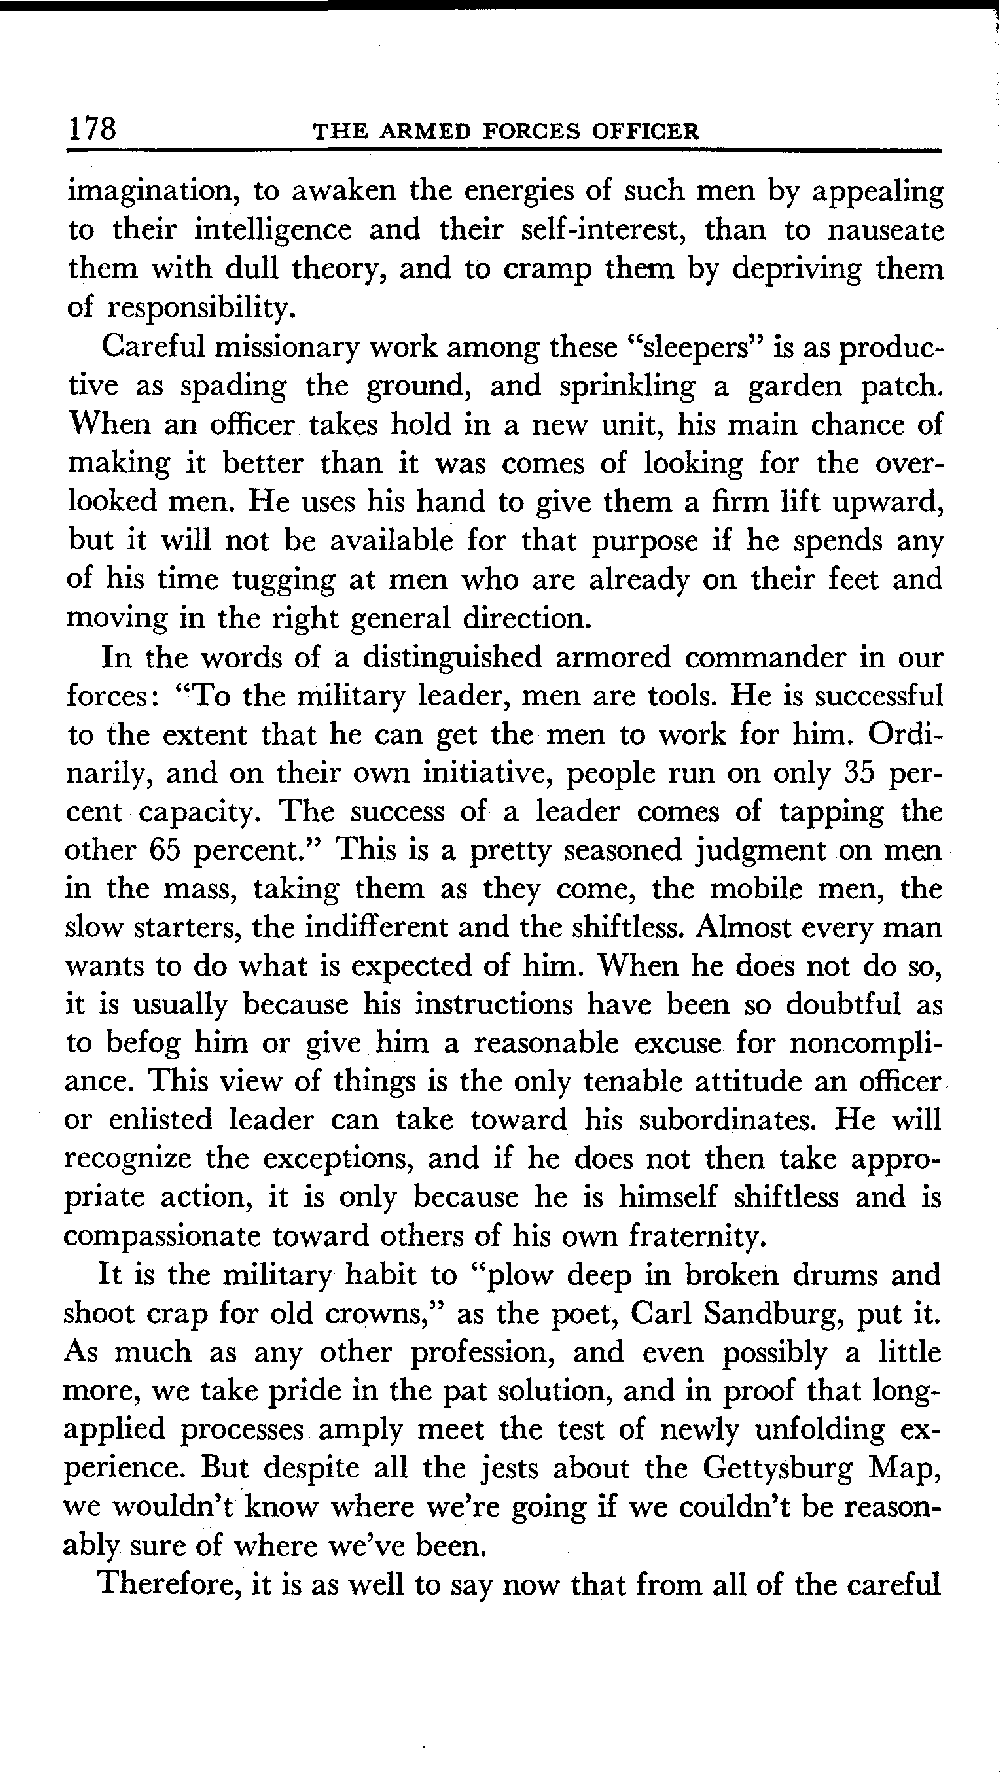 178 THE ARMED FORCES OFFICER
imagination, to awaken the energies of such men by appealing
to their intelligence and their self-interest, than to nauseate
them with dull theory, and to cramp them by depriving them
of responsibility.
Careful missionary work among these “sleepers” is as produc-
tive as spading the ground, and sprinkling a garden patch.
When an officer takes hold in a new unit, his main chance of
making it better than it was comes of looking for the over-
looked men. He uses his hand to give them a firm lift upward,
but it will not be available for that purpose if he spends any
of his time tugging at men who are already on their feet and
moving in the right general direction.
In the words of a distinguished armored commander in our
forces: “To the military leader, men are tools. He is successful
to the extent that he can get the men to work for him. Ordi-
narily, and on their own initiative, people run on only 35 per-
cent capacity. The success of a leader comes of tapping the
other 65 percent.” This is a pretty seasoned judgment on men
in the mass, taking them as they come, the mobile men, the
slow starters, the indifferent and the shiftless. Almost every man
wants to do what is expected of him. When he does not do so,
it is usually because his instructions have been so doubtful as
to befog him or give him a reasonable excuse for noncompli-
ance. This view of things is the only tenable attitude an officer
or enlisted leader can take toward his subordinates. He will
recognize the exceptions, and if he does not then take appro-
priate action, it is only because he is himself shiftless and is
compassionate toward others of his own fraternity.
It is the military habit to “plow deep in broken drums and
shoot crap for old crowns,” as the poet, Carl Sandburg, put it.
As much as any other profession, and even possibly a little
more, we take pride in the pat solution, and in proof that long-
applied processes amply meet the test of newly unfolding ex-
perience. But despite all the jests about the Gettysburg Map,
we wouldn’t know where we’re going if we couldn’t be reason-
ably sure of where we’ve been.
Therefore, it is as well to say now that from all of the careful